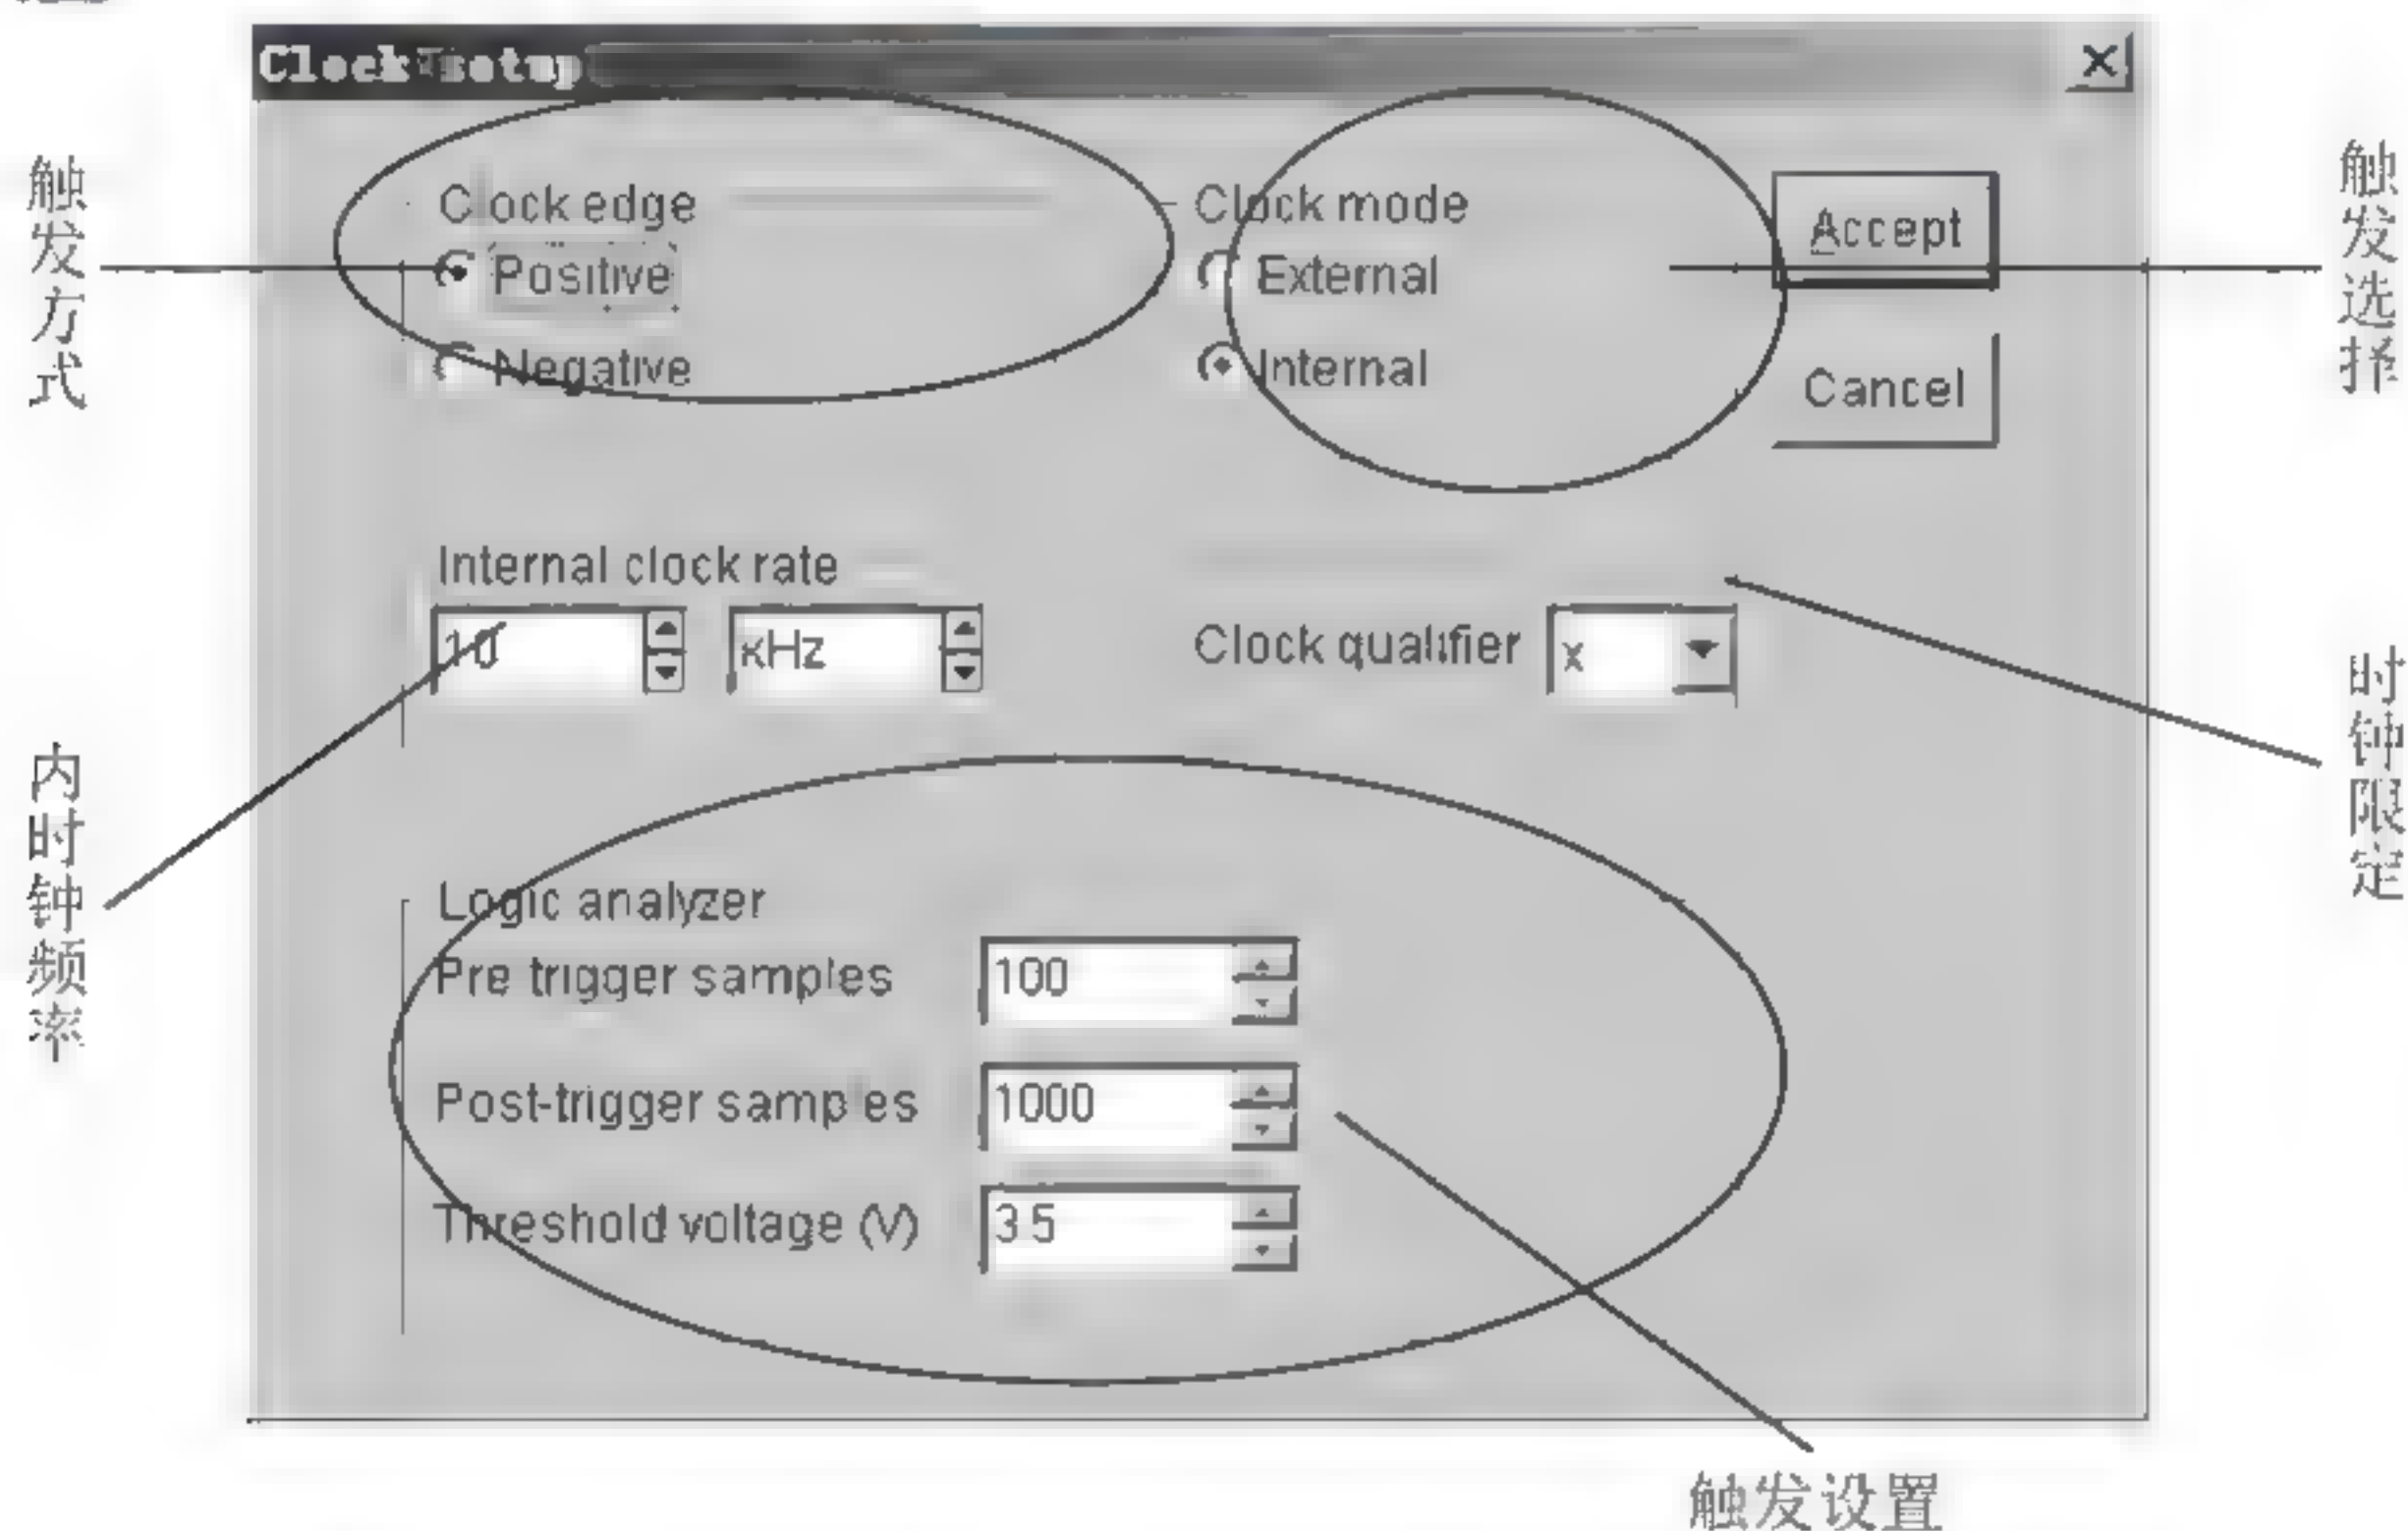 Clock setup
触发方式
Clock edge
Positive
Negative
Clock mode
External
Internal
Accept
Cancel
触发选择
Internal clock rate
10 kHz
Clock qualifier x
内时钟频率
时钟限定
Logic analyzer
Pre trigger samples 100
Post-trigger samples 1000
Threshold voltage (V) 3 5
触发设置